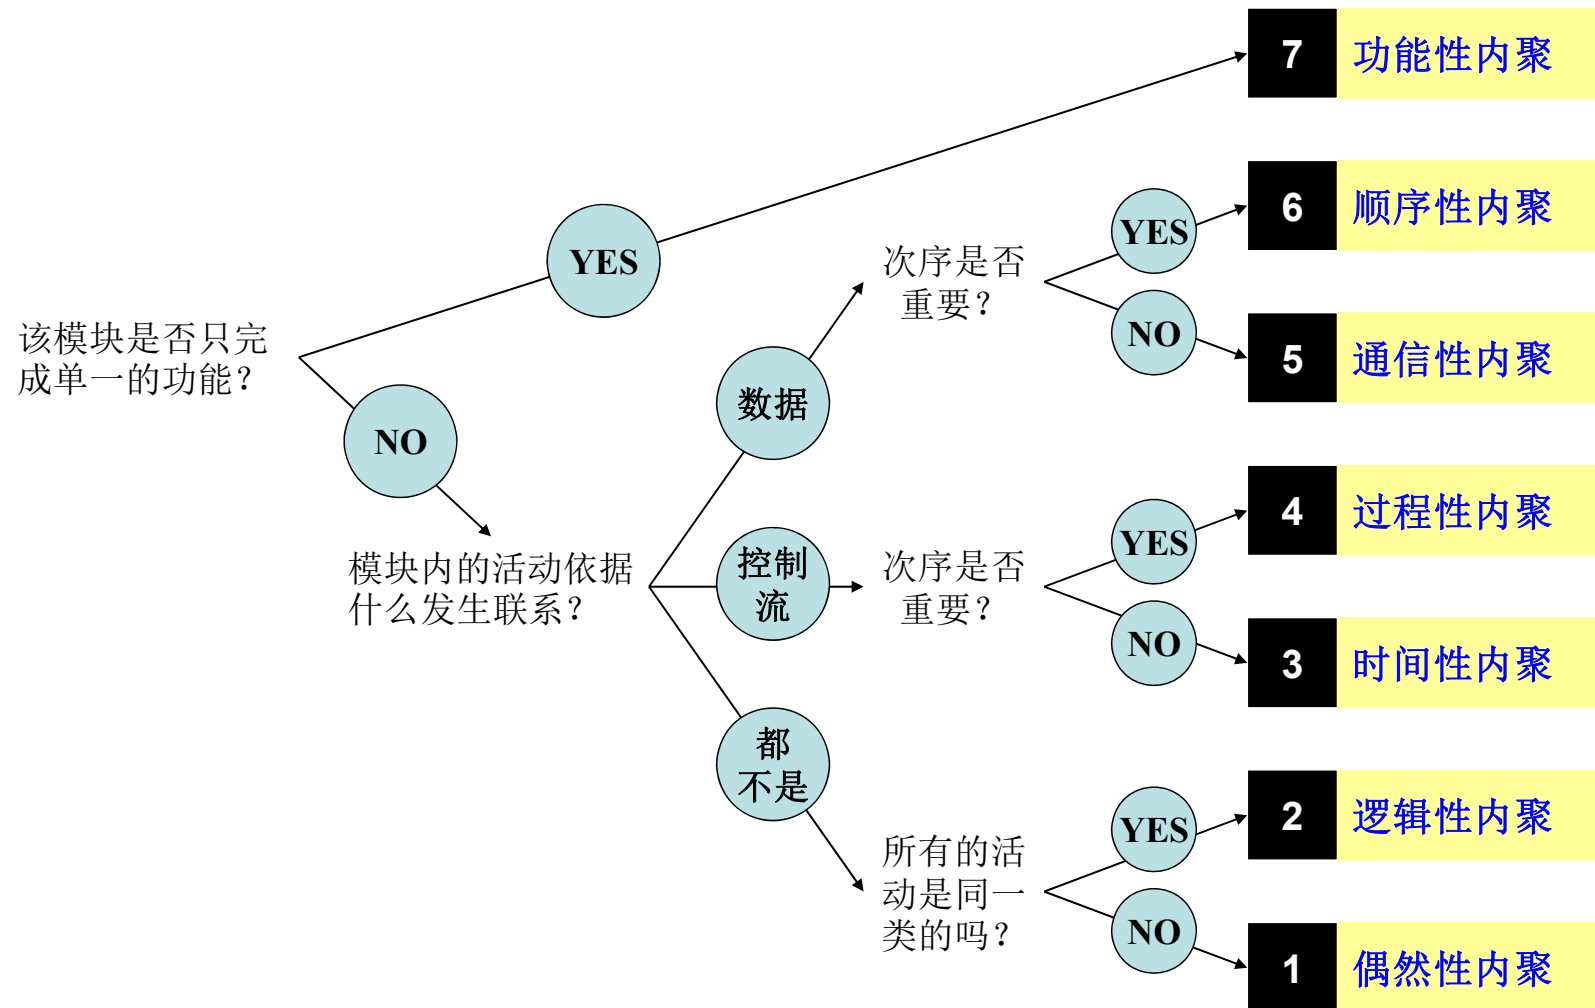 7 功能性内聚
YES
6 顺序性内聚
YES
次序是否
重要？
NO
5 通信性内聚
该模块是否只完
成单一的功能？
NO
数据
模块内的活动依据
什么发生联系？
控制
流
次序是否
重要？
YES
4 过程性内聚
NO
3 时间性内聚
都
不是
所有的活
动是同一
类的吗？
YES
2 逻辑性内聚
NO
1 偶然性内聚